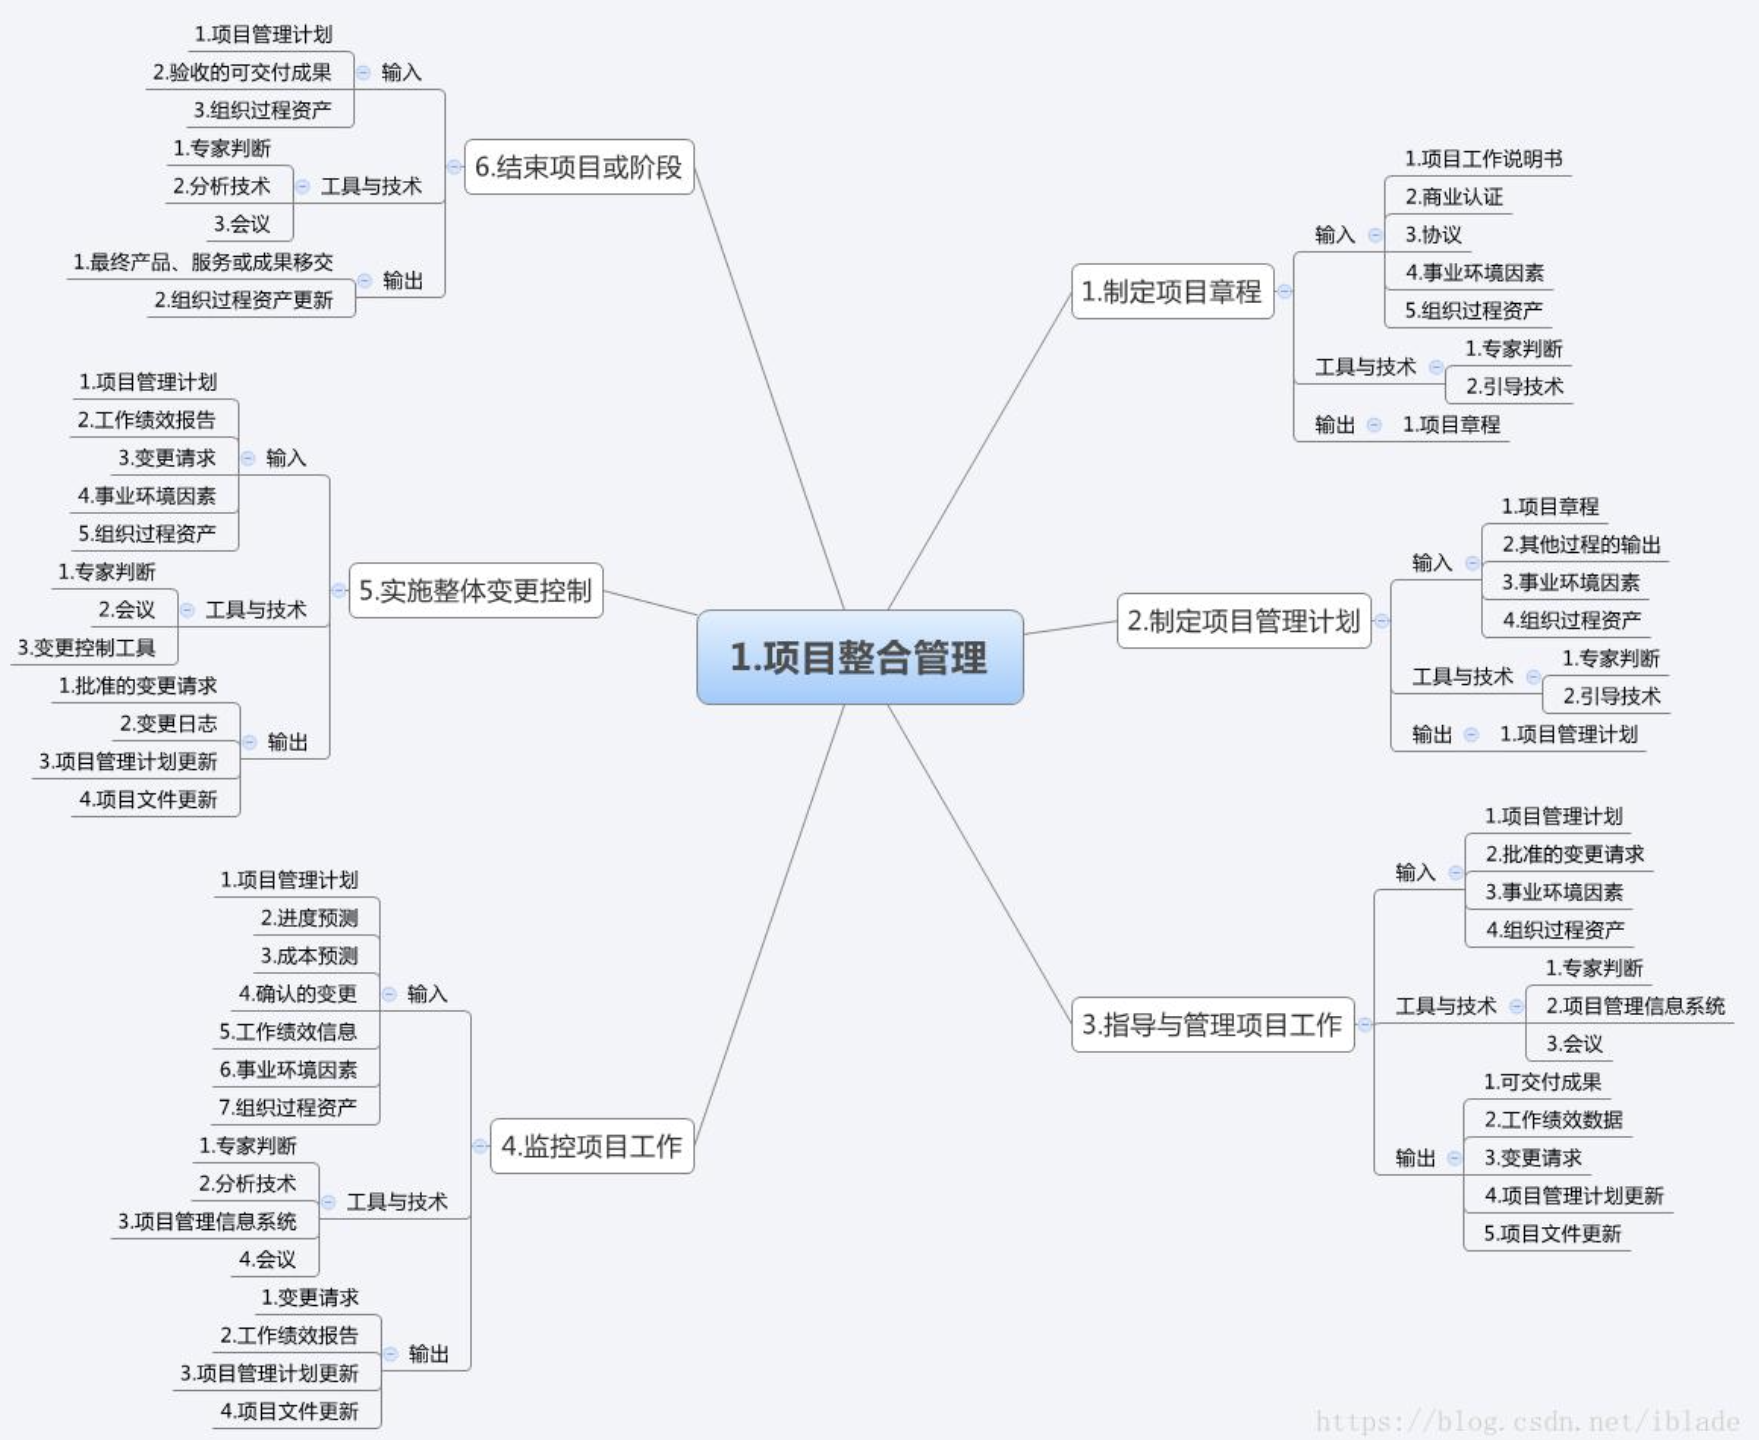 1.项目整合管理
1.制定项目章程
输入
1.项目工作说明书
2.商业认证
3.协议
4.事业环境因素
5.组织过程资产
工具与技术
1.专家判断
2.引导技术
输出
1.项目章程
2.制定项目管理计划
输入
1.项目章程
2.其他过程的输出
3.事业环境因素
4.组织过程资产
工具与技术
1.专家判断
2.引导技术
输出
1.项目管理计划
3.指导与管理项目工作
输入
1.项目管理计划
2.批准的变更请求
3.事业环境因素
4.组织过程资产
工具与技术
1.专家判断
2.项目管理信息系统
3.会议
输出
1.可交付成果
2.工作绩效数据
3.变更请求
4.项目管理计划更新
5.项目文件更新
4.监控项目工作
输入
1.项目管理计划
2.进度预测
3.成本预测
4.确认的变更
5.工作绩效信息
6.事业环境因素
7.组织过程资产
工具与技术
1.专家判断
2.分析技术
3.项目管理信息系统
4.会议
输出
1.变更请求
2.工作绩效报告
3.项目管理计划更新
4.项目文件更新
5.实施整体变更控制
输入
1.项目管理计划
2.工作绩效报告
3.变更请求
4.事业环境因素
5.组织过程资产
工具与技术
1.专家判断
2.会议
3.变更控制工具
输出
1.批准的变更请求
2.变更日志
3.项目管理计划更新
4.项目文件更新
6.结束项目或阶段
输入
1.项目管理计划
2.验收的可交付成果
3.组织过程资产
工具与技术
1.专家判断
2.分析技术
3.会议
输出
1.最终产品、服务或成果移交
2.组织过程资产更新
https://blog.csdn.net/iblade